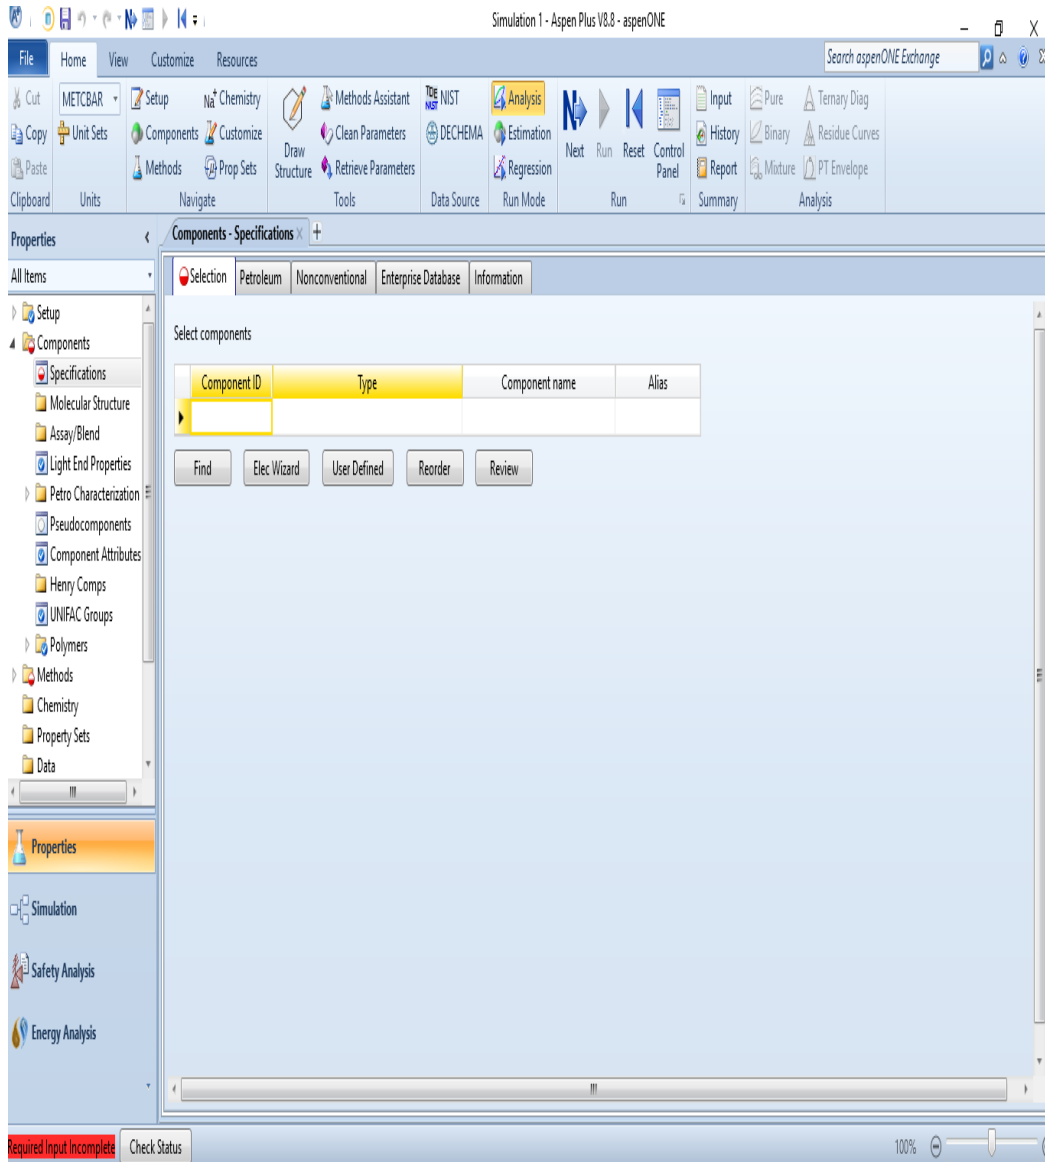 Simulation 1 - Aspen Plus V8.8 - aspenONE
File Home View Customize Resources Search aspenONE Exchange
Cut METCBAR Setup Na+ Chemistry Methods Assistant TDE NIST NIST Analysis Input Pure Ternary Diag
Copy Unit Sets Components Customize Clean Parameters DECHEMA Estimation History Binary Residue Curves
Draw Structure Next Run Reset Control Panel
Paste Methods Prop Sets Retrieve Parameters Regression Report Mixture PT Envelope
Clipboard Units Navigate Tools Data Source Run Mode Run Summary Analysis
Properties Components - Specifications
All Items Selection Petroleum Nonconventional Enterprise Database Information
Setup
Components
Specifications
Molecular Structure
Assay/Blend
Light End Properties
Petro Characterization
Pseudocomponents
Component Attributes
Henry Comps
UNIFAC Groups
Polymers
Methods
Chemistry
Property Sets
Data
Select components
Component ID Type Component name Alias
Find Elec Wizard User Defined Reorder Review
Properties
Simulation
Safety Analysis
Energy Analysis
Required Input Incomplete Check Status 100%